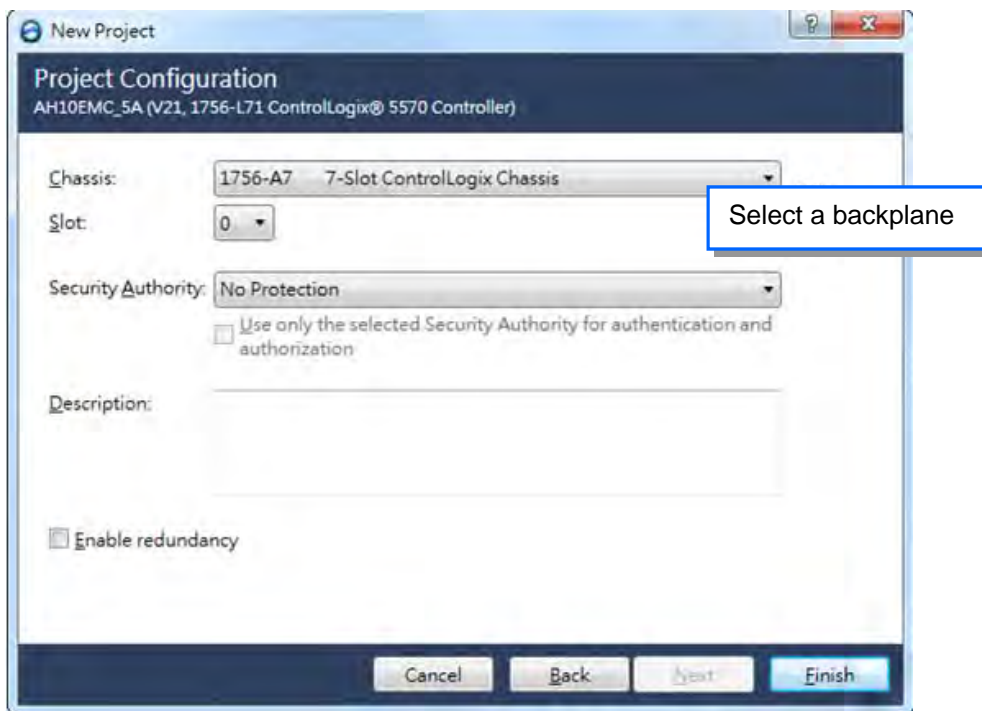 New Project
Project Configuration
AH10EMC_5A (V21, 1756-L71 ControlLogix® 5570 Controller)
Chassis: 1756-A7 7-Slot ControlLogix Chassis
Select a backplane
Slot: 0
Security Authority: No Protection
Use only the selected Security Authority for authentication and
authorization
Description:
Enable redundancy
Cancel Back Next Finish